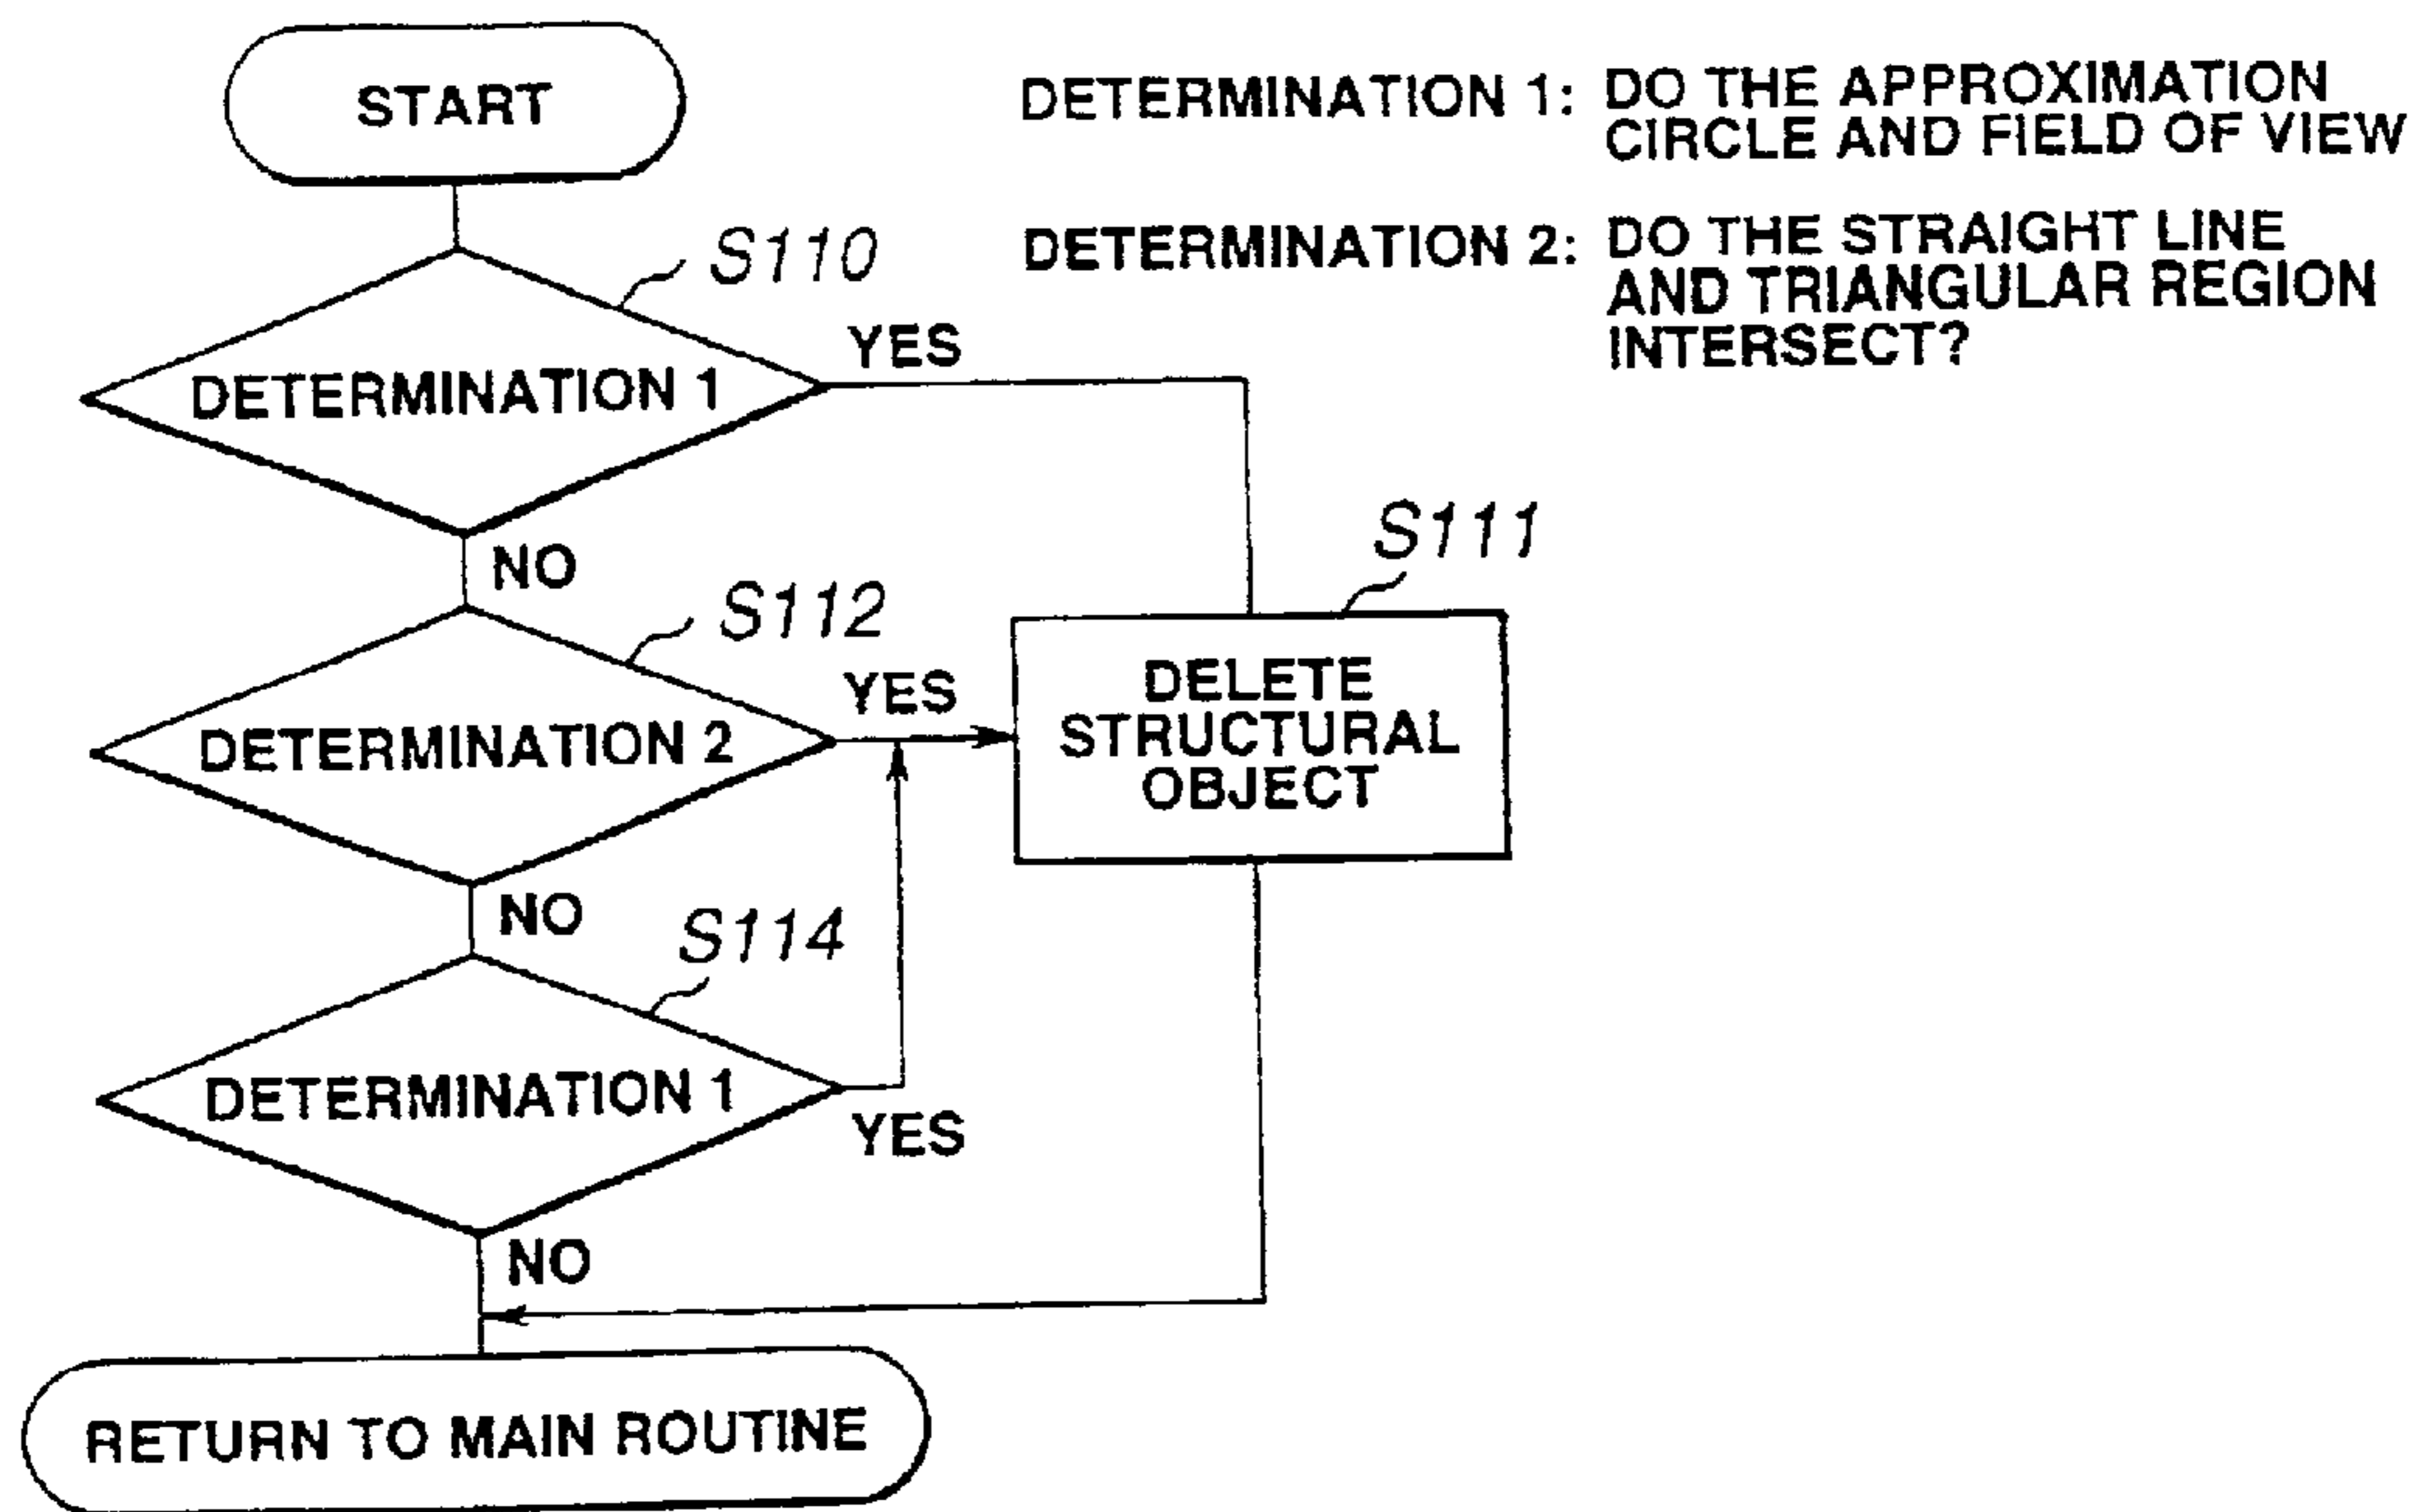 START
DETERMINATION 1: DO THE APPROXIMATION
CIRCLE AND FIELD OF VIEW
DETERMINATION 2: DO THE STRAIGHT LINE
AND TRIANGULAR REGION
INTERSECT?
S110
YES
DETERMINATION 1
NO
S111
S112
YES
DETERMINATION 2
DELETE
STRUCTURAL
OBJECT
NO
S114
DETERMINATION 1
YES
NO
RETURN TO MAIN ROUTINE